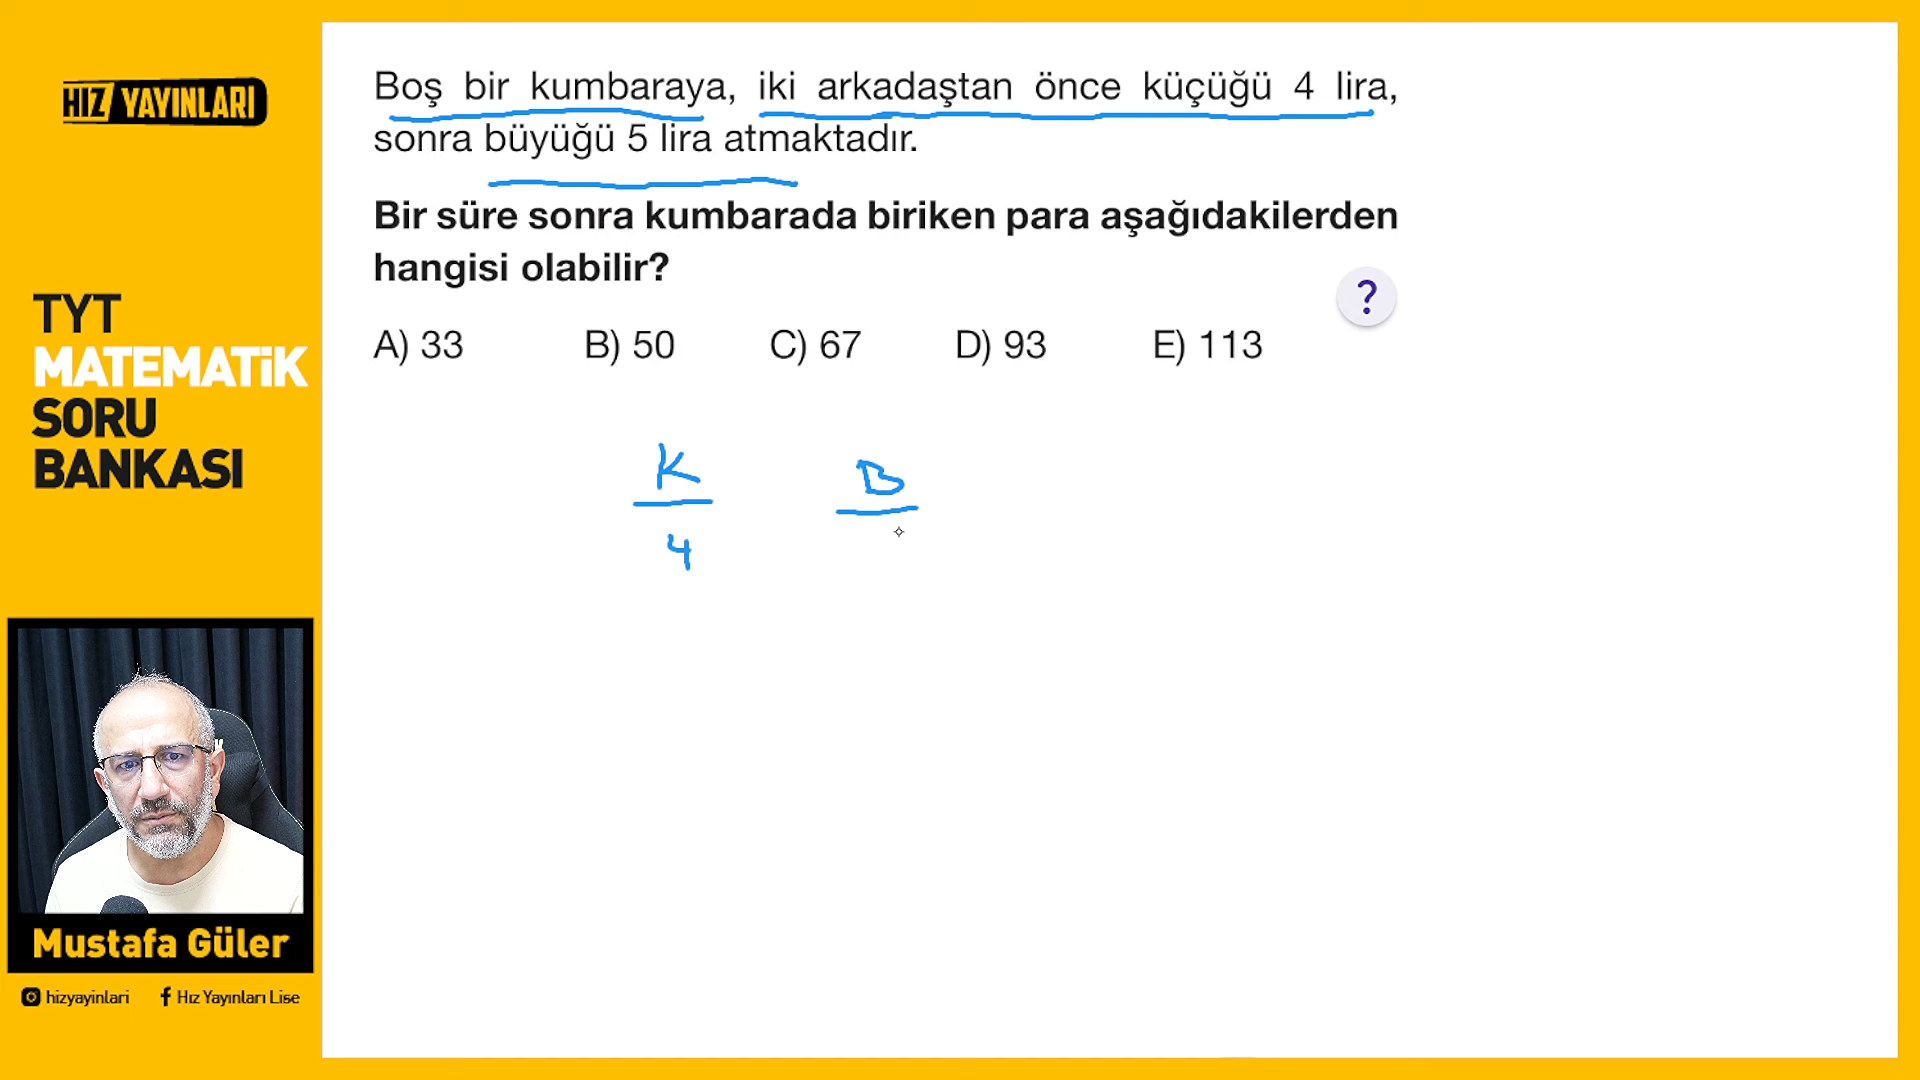 HIZ YAYINLARI
TYT
MATEMATiK
SORU
BANKASI
Boş bir kumbaraya, iki arkadaştan önce küçüğü 4 lira,
sonra büyüğü 5 lira atmaktadır.
Bir süre sonra kumbarada biriken para aşağıdakilerden
hangisi olabilir?
?
A) 33 B) 50 C) 67 D) 93 E) 113
K B
4
Mustafa Güler
hizyayinlari Hız Yayınları Lise